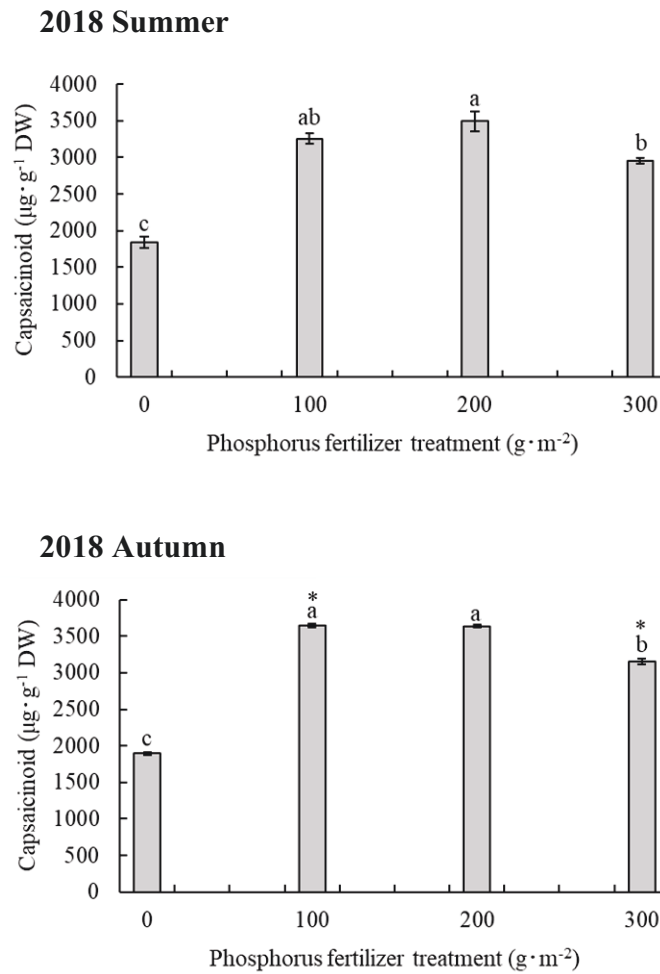 2018 Summer
Capsaicinoid (μg·g⁻¹ DW)
4000
3500
3000
2500
2000
1500
1000
500
0
c
ab
a
b
0 100 200 300
Phosphorus fertilizer treatment (g·m⁻²)
2018 Autumn
Capsaicinoid (μg·g⁻¹ DW)
4000
3500
3000
2500
2000
1500
1000
500
0
c
*
a
a
*
b
0 100 200 300
Phosphorus fertilizer treatment (g·m⁻²)